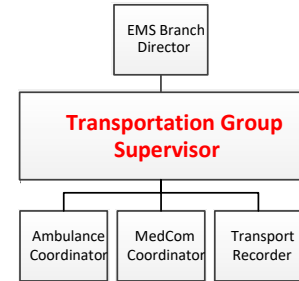 EMS Branch
Director
Transportation Group
Supervisor
Ambulance
Coordinator
MedCom
Coordinator
Transport
Recorder